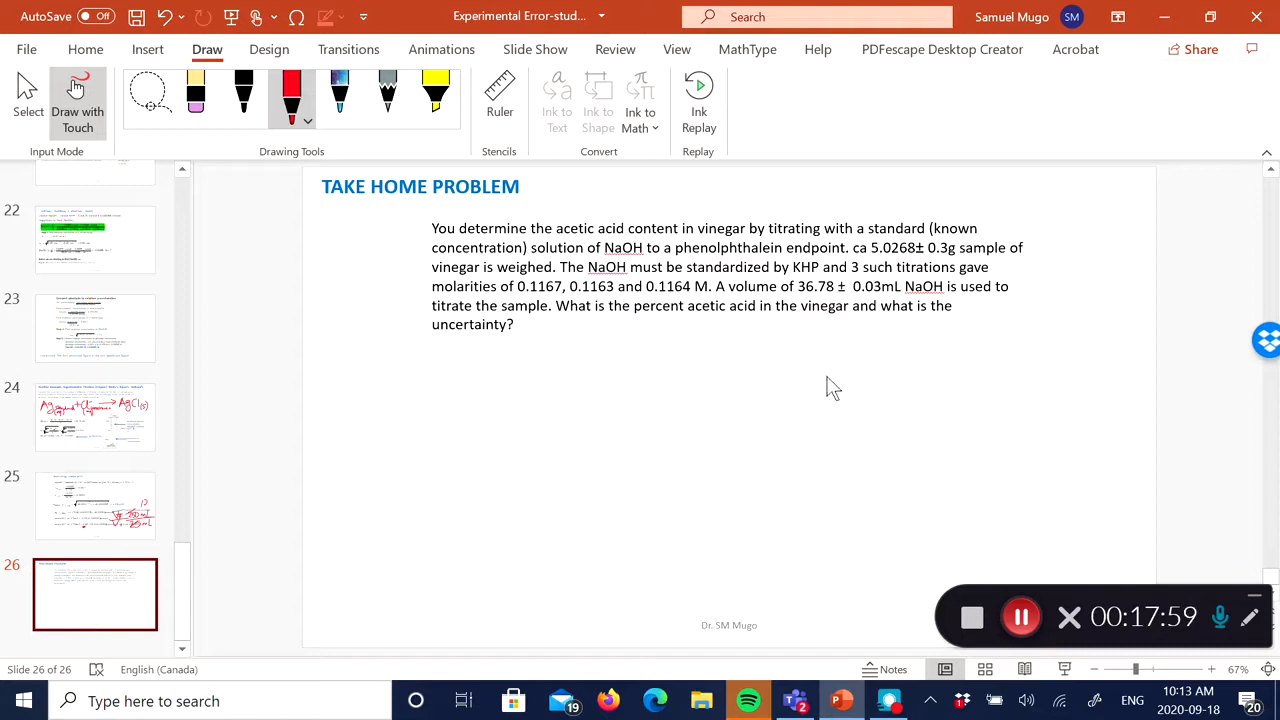 AutoSave Off
Experimental Error-stud...
Search
Samuel Mugo SM
File Home Insert Draw Design Transitions Animations Slide Show Review View MathType Help PDFescape Desktop Creator Acrobat Share
Select
Draw with Touch
Ruler
Ink to Text
Ink to Shape
Ink to Math
Ink Replay
Input Mode
Drawing Tools
Stencils
Convert
Replay
22
23
24
25
26
TAKE HOME PROBLEM
You determine the acetic acid content in vinegar by titrating with a standard (known
concentration) solution of NaOH to a phenolphthalein endpoint. ca 5.0268± 0.3g sample of
vinegar is weighed. The NaOH must be standardized by KHP and 3 such titrations gave
molarities of 0.1167, 0.1163 and 0.1164 M. A volume of 36.78 ± 0.03mL NaOH is used to
titrate the sample. What is the percent acetic acid in the vinegar and what is the
uncertainty?
Dr. SM Mugo
00:17:59
Slide 26 of 26 English (Canada) Notes 67%
Type here to search
19
2
1
ENG
10:13 AM
2020-09-18
20